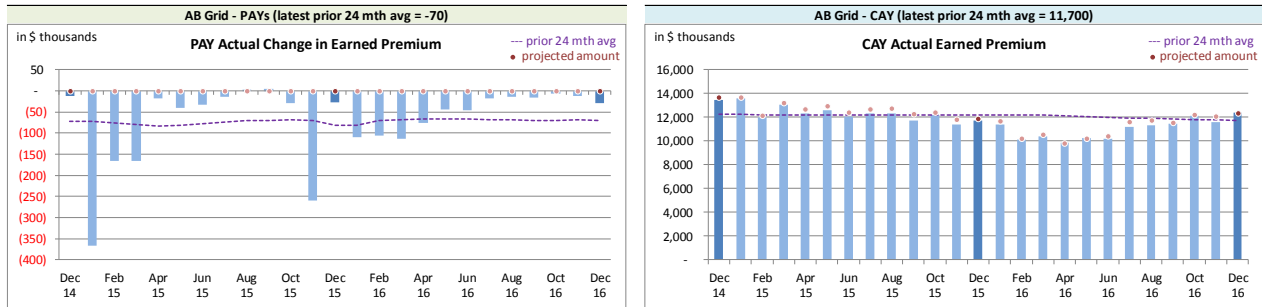 AB Grid - PAYs (latest prior 24 mth avg = -70)
in $ thousands
PAY Actual Change in Earned Premium
prior 24 mth avg
projected amount
50
-
(50)
(100)
(150)
(200)
(250)
(300)
(350)
(400)
Dec 14
Feb 15
Apr 15
Jun 15
Aug 15
Oct 15
Dec 15
Feb 16
Apr 16
Jun 16
Aug 16
Oct 16
Dec 16
AB Grid - CAY (latest prior 24 mth avg = 11,700)
in $ thousands
CAY Actual Earned Premium
prior 24 mth avg
projected amount
16,000
14,000
12,000
10,000
8,000
6,000
4,000
2,000
-
Dec 14
Feb 15
Apr 15
Jun 15
Aug 15
Oct 15
Dec 15
Feb 16
Apr 16
Jun 16
Aug 16
Oct 16
Dec 16